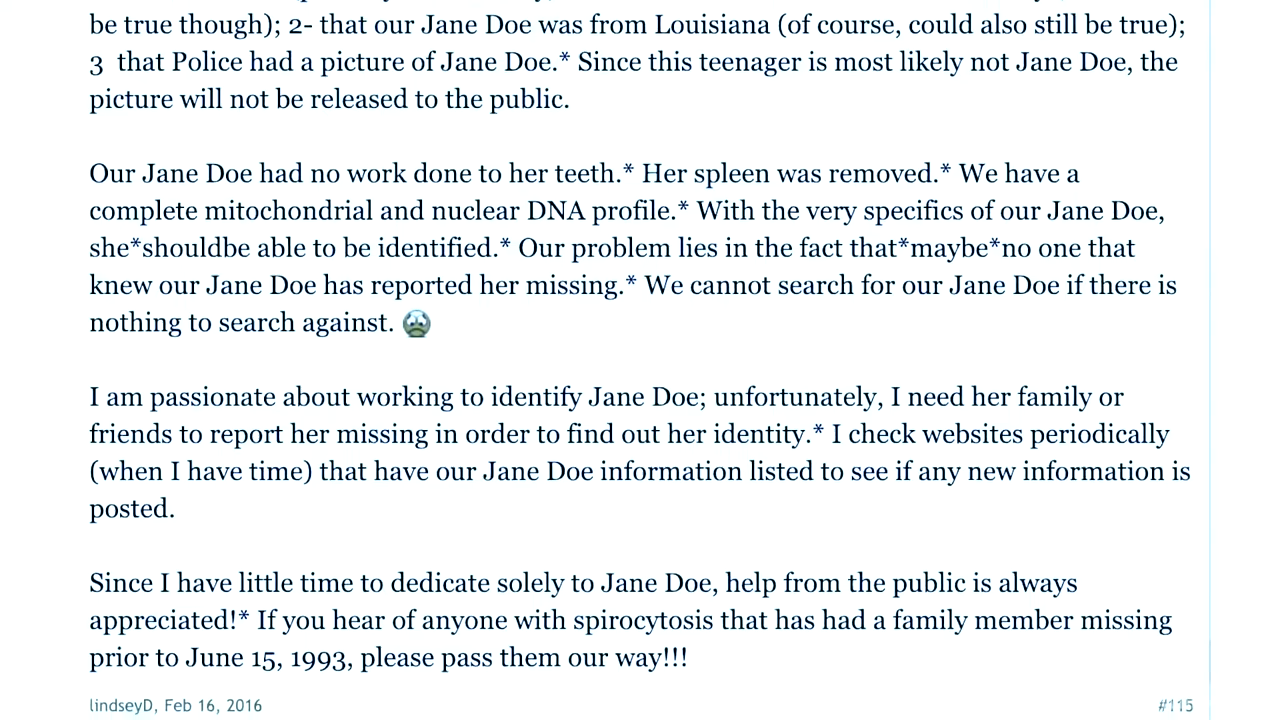 be true though); 2- that our Jane Doe was from Louisiana (of course, could also still be true);
3 that Police had a picture of Jane Doe.* Since this teenager is most likely not Jane Doe, the
picture will not be released to the public.
Our Jane Doe had no work done to her teeth.* Her spleen was removed.* We have a
complete mitochondrial and nuclear DNA profile.* With the very specifics of our Jane Doe,
she*shouldbe able to be identified.* Our problem lies in the fact that*maybe*no one that
knew our Jane Doe has reported her missing.* We cannot search for our Jane Doe if there is
nothing to search against.
I am passionate about working to identify Jane Doe; unfortunately, I need her family or
friends to report her missing in order to find out her identity.* I check websites periodically
(when I have time) that have our Jane Doe information listed to see if any new information is
posted.
Since I have little time to dedicate solely to Jane Doe, help from the public is always
appreciated!* If you hear of anyone with spirocytosis that has had a family member missing
prior to June 15, 1993, please pass them our way!!!
lindseyD, Feb 16, 2016 #115